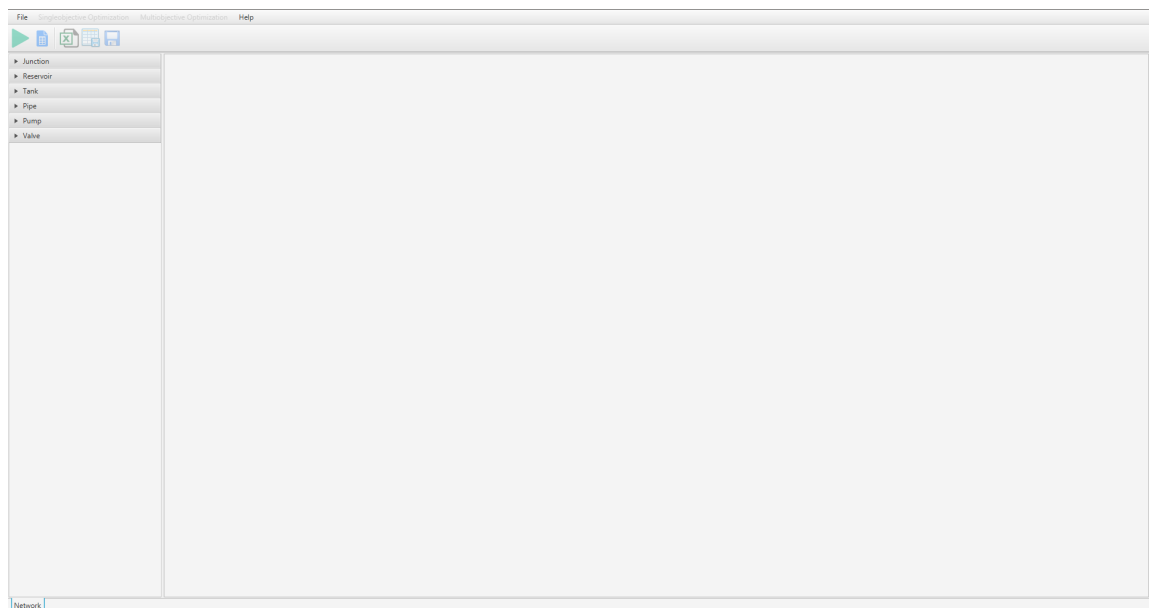 File Singleobjective Optimization Multiobjective Optimization Help
Junction
Reservoir
Tank
Pipe
Pump
Valve
Network